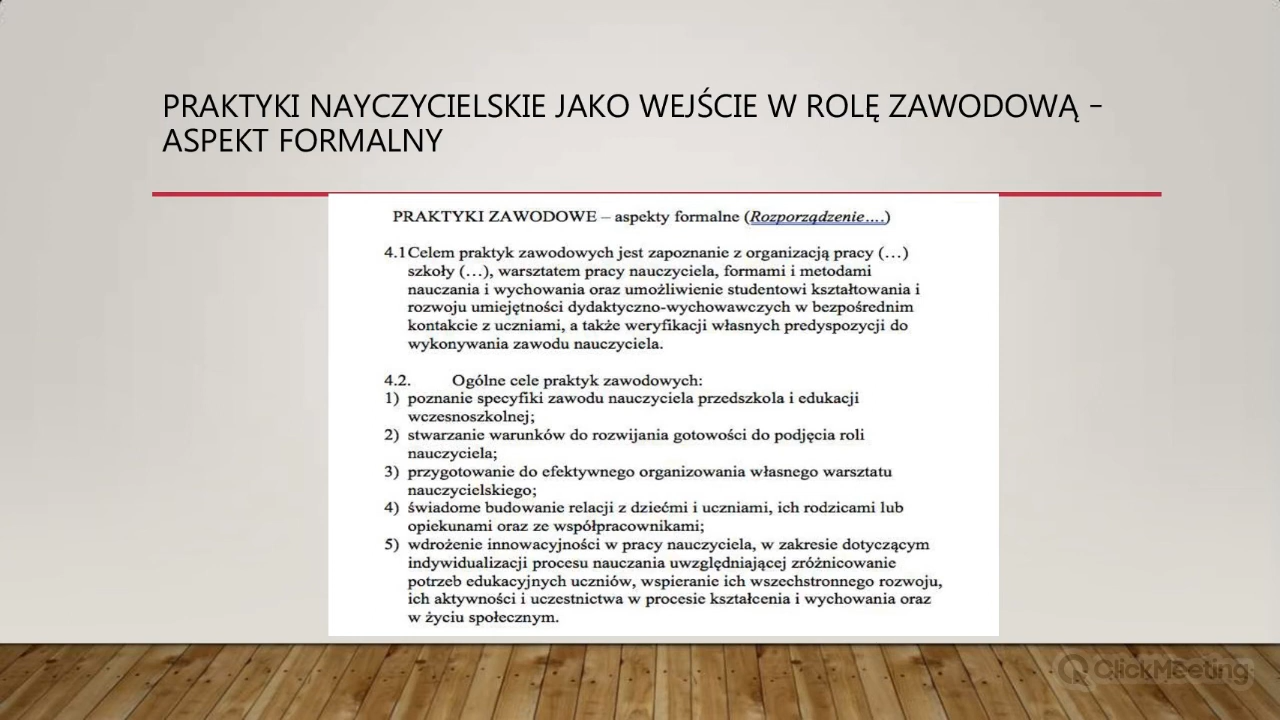 PRAKTYKI NAYCZYCIELSKIE JAKO WEJŚCIE W ROLĘ ZAWODOWĄ –
ASPEKT FORMALNY
PRAKTYKI ZAWODOWE – aspekty formalne (Rozporządzenie….)
4.1 Celem praktyk zawodowych jest zapoznanie z organizacją pracy (…)
szkoły (…), warsztatem pracy nauczyciela, formami i metodami
nauczania i wychowania oraz umożliwienie studentowi kształtowania i
rozwoju umiejętności dydaktyczno-wychowawczych w bezpośrednim
kontakcie z uczniami, a także weryfikacji własnych predyspozycji do
wykonywania zawodu nauczyciela.
4.2. Ogólne cele praktyk zawodowych:
1) poznanie specyfiki zawodu nauczyciela przedszkola i edukacji
wczesnoszkolnej;
2) stwarzanie warunków do rozwijania gotowości do podjęcia roli
nauczyciela;
3) przygotowanie do efektywnego organizowania własnego warsztatu
nauczycielskiego;
4) świadome budowanie relacji z dziećmi i uczniami, ich rodzicami lub
opiekunami oraz ze współpracownikami;
5) wdrożenie innowacyjności w pracy nauczyciela, w zakresie dotyczącym
indywidualizacji procesu nauczania uwzględniającej zróżnicowanie
potrzeb edukacyjnych uczniów, wspieranie ich wszechstronnego rozwoju,
ich aktywności i uczestnictwa w procesie kształcenia i wychowania oraz
w życiu społecznym.
ClickMeeting